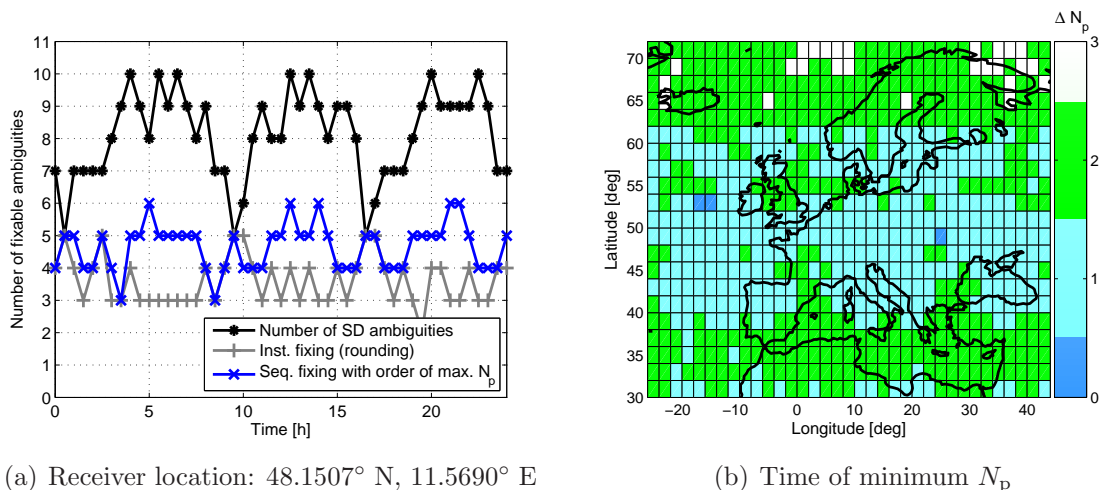 11
10
9
8
7
6
5
4
3
2
1
0
0 5 10 15 20
Number of fixable ambiguities
Time [h]
Number of SD ambiguities
Inst. fixing (rounding)
Seq. fixing with order of max. N_p
(a) Receiver location: 48.1507° N, 11.5690° E
Δ N_p
3
2
1
0
70
65
60
55
50
45
40
35
30
−20 −10 0 10 20 30 40
Latitude [deg]
Longitude [deg]
(b) Time of minimum N_p